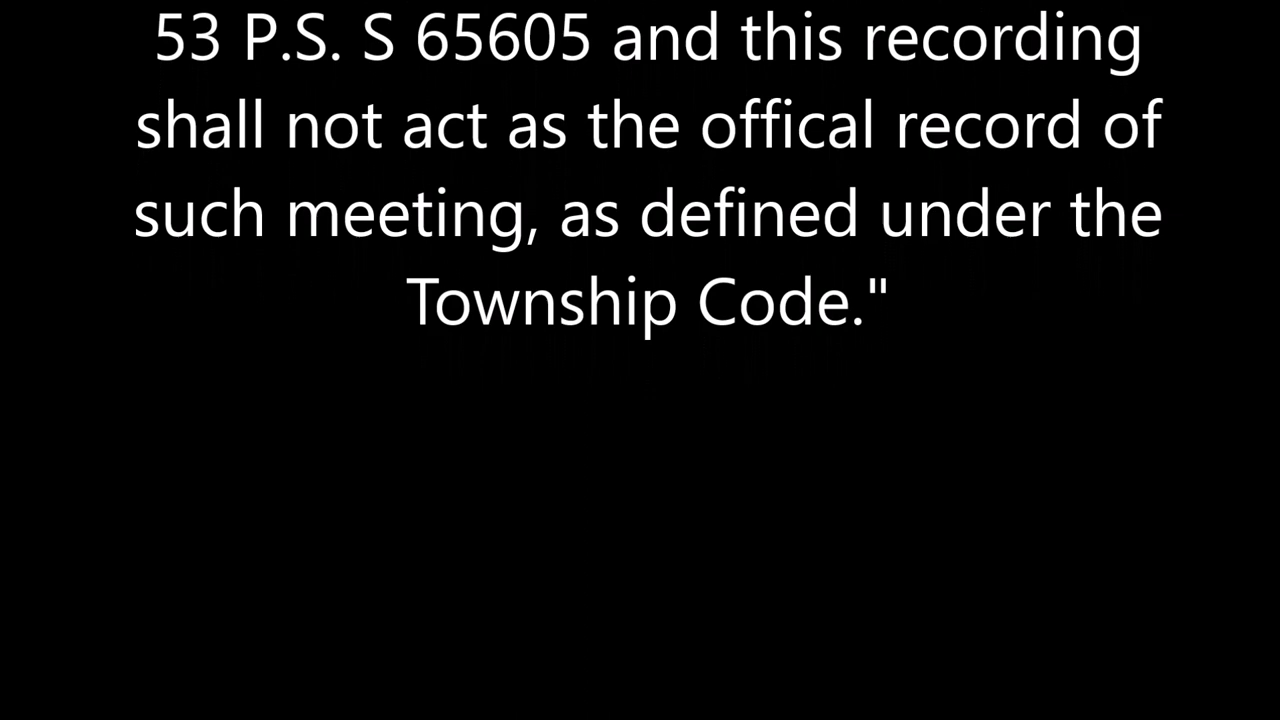 53 P.S. S 65605 and this recording
shall not act as the offical record of
such meeting, as defined under the
Township Code."